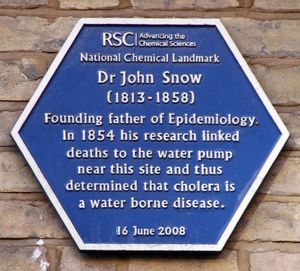 RSC | Advancing the
Chemical Sciences
National Chemical Landmark
Dr John Snow
(1813-1858)
Founding father of Epidemiology.
In 1854 his research linked
deaths to the water pump
near this site and thus
determined that cholera is
a water borne disease.
16 June 2008